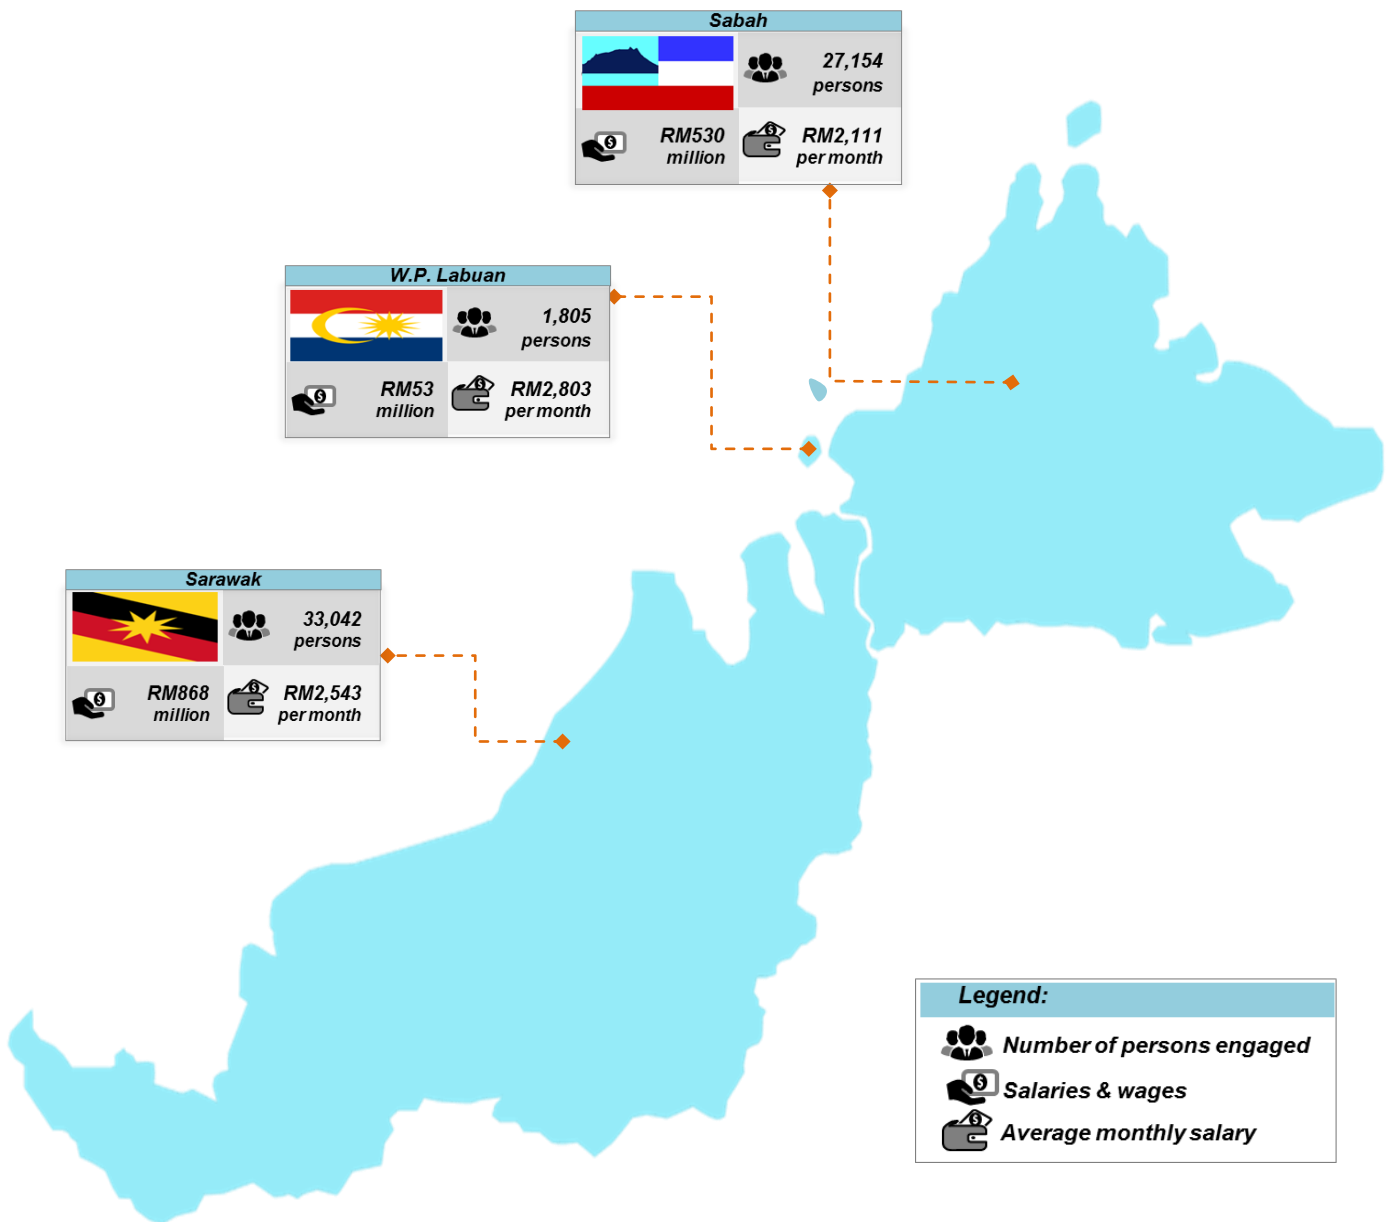 Sabah
27,154
persons
RM530
million
RM2,111
per month
W.P. Labuan
1,805
persons
RM53
million
RM2,803
per month
Sarawak
33,042
persons
RM868
million
RM2,543
per month
Legend:
Number of persons engaged
Salaries & wages
Average monthly salary